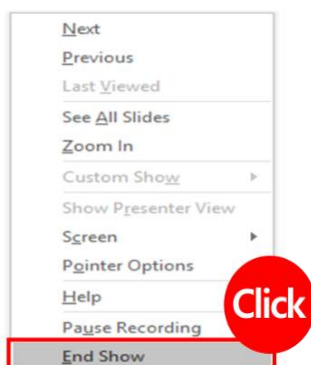 Next
Previous
Last Viewed
See All Slides
Zoom In
Custom Show
Show Presenter View
Screen
Pointer Options
Help
Click
Pause Recording
End Show